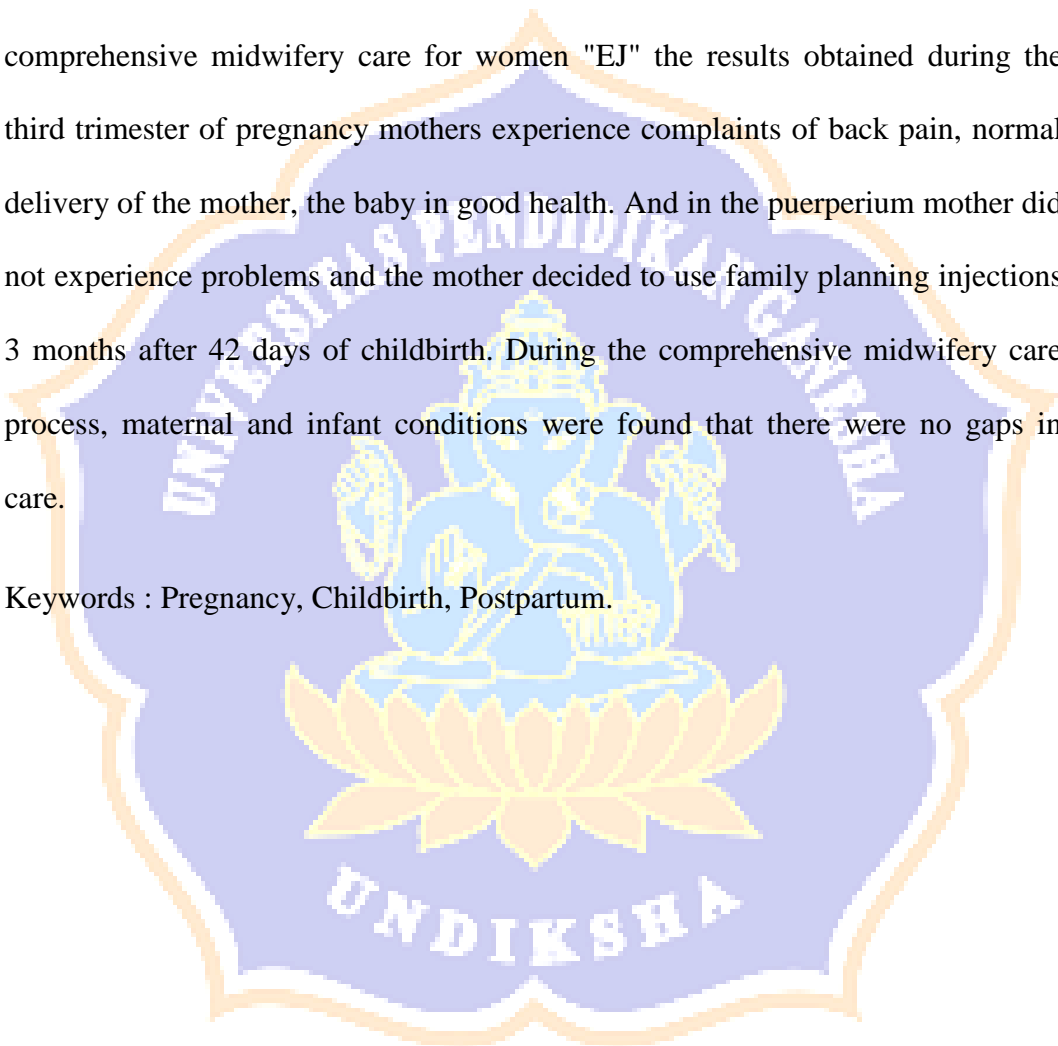 comprehensive midwifery care for women "EJ" the results obtained during the
third trimester of pregnancy mothers experience complaints of back pain, normal
delivery of the mother, the baby in good health. And in the puerperium mother did
not experience problems and the mother decided to use family planning injections
3 months after 42 days of childbirth. During the comprehensive midwifery care
process, maternal and infant conditions were found that there were no gaps in
care.
Keywords : Pregnancy, Childbirth, Postpartum.
UNIVERSITAS PENDIDIKAN GANESHA
UNDIKSHA